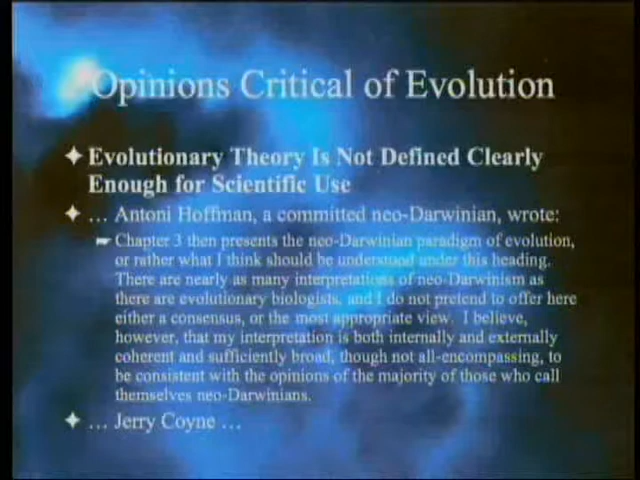 Opinions Critical of Evolution
Evolutionary Theory Is Not Defined Clearly
Enough for Scientific Use
… Antoni Hoffman, a committed neo-Darwinian, wrote:
Chapter 3 then presents the neo-Darwinian paradigm of evolution,
or rather what I think should be understood under this heading.
There are nearly as many interpretations of neo-Darwinism as
there are evolutionary biologists, and I do not pretend to offer here
either a consensus, or the most appropriate view.  I believe,
however, that my interpretation is both internally and externally
coherent and sufficiently broad, though not all-encompassing, to
be consistent with the opinions of the majority of those who call
themselves neo-Darwinians.
… Jerry Coyne …